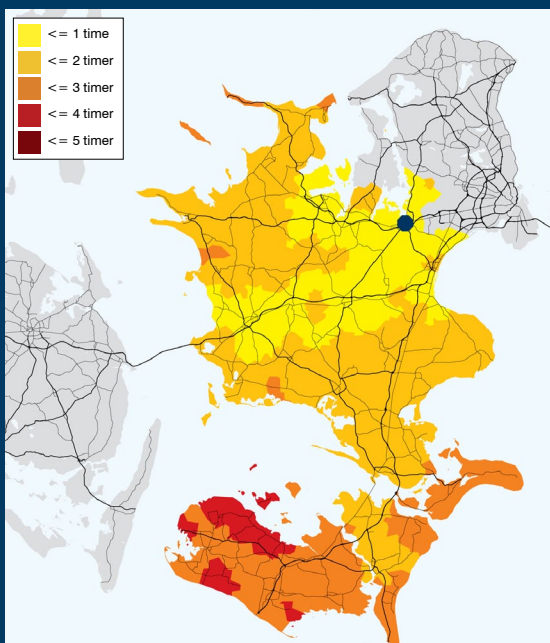 <= 1 time
<= 2 timer
<= 3 timer
<= 4 timer
<= 5 timer